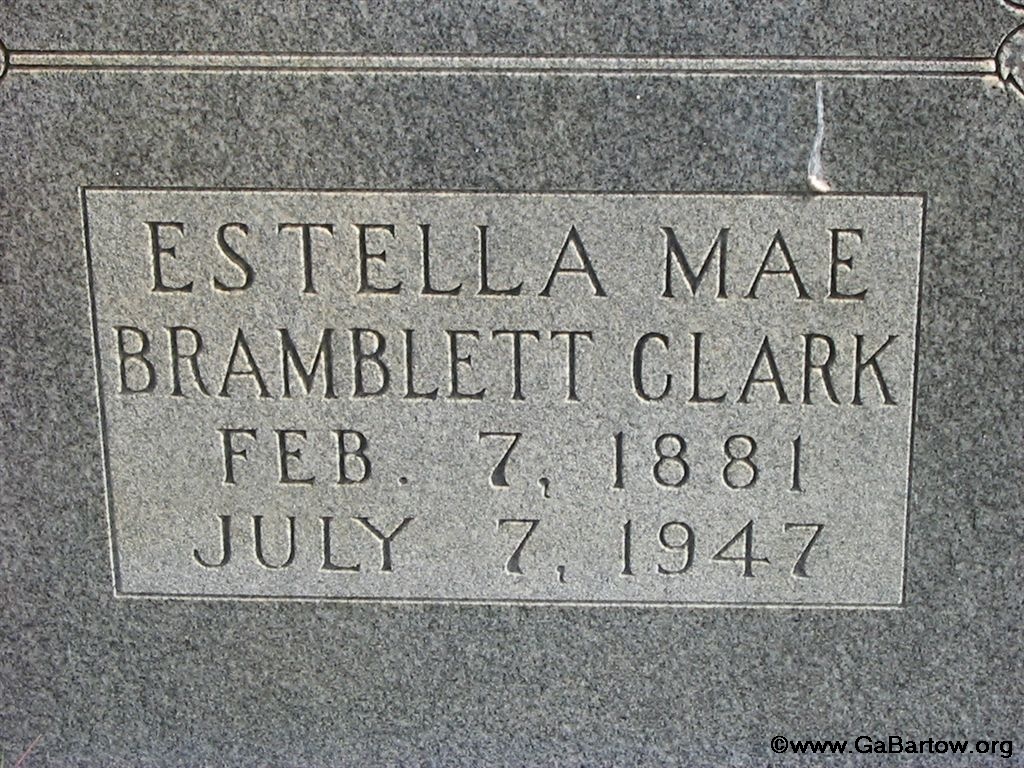 ESTELLA MAE
BRAMBLETT CLARK
FEB. 7, 1881
JULY 7, 1947
©www.GaBartow.org